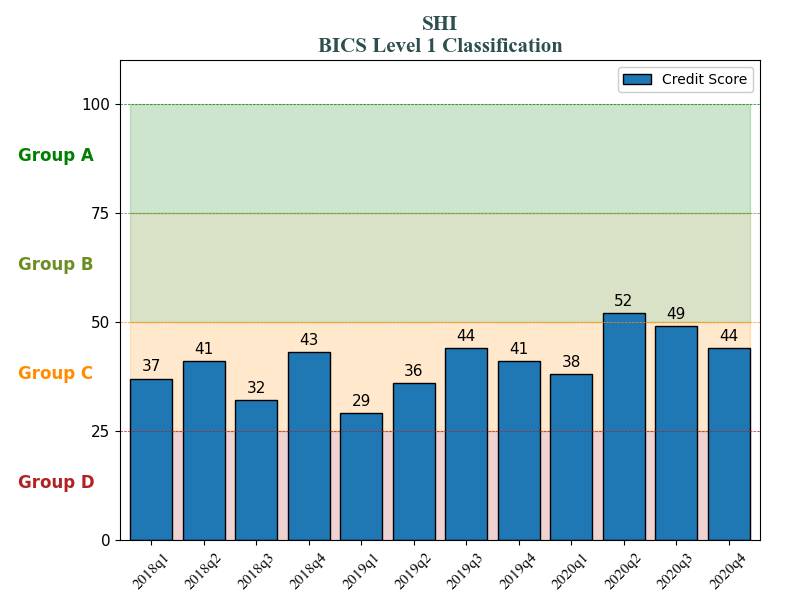 SHI
BICS Level 1 Classification
Credit Score
100
Group A
75
Group B
50
Group C
25
Group D
0
37
41
32
43
29
36
44
41
38
52
49
44
2018q1
2018q2
2018q3
2018q4
2019q1
2019q2
2019q3
2019q4
2020q1
2020q2
2020q3
2020q4